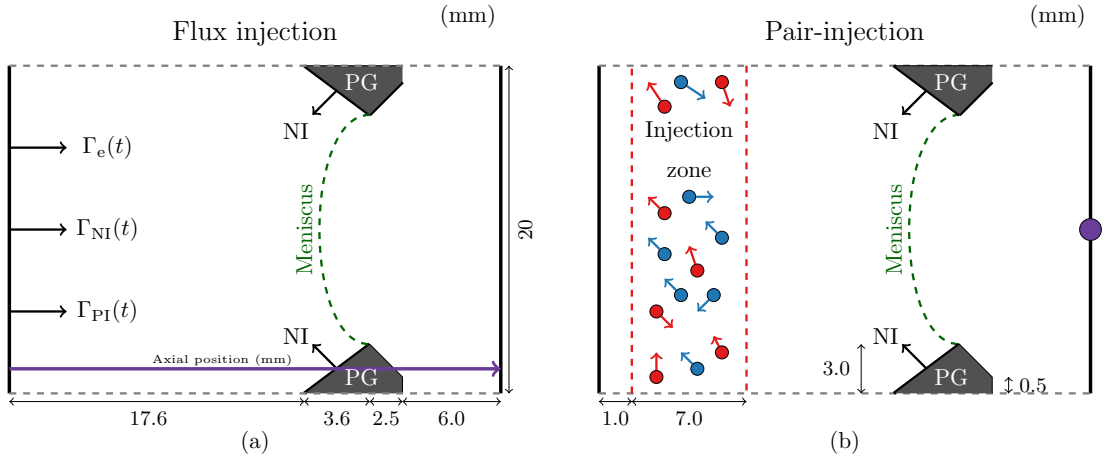 (mm)
Flux injection
PG
NI
Γe(t)
ΓNI(t)
ΓPI(t)
Meniscus
NI
Axial position (mm)
PG
20
17.6
3.6
2.5
6.0
(a)
(mm)
Pair-injection
PG
NI
Injection
zone
Meniscus
NI
PG
3.0
0.5
1.0
7.0
(b)